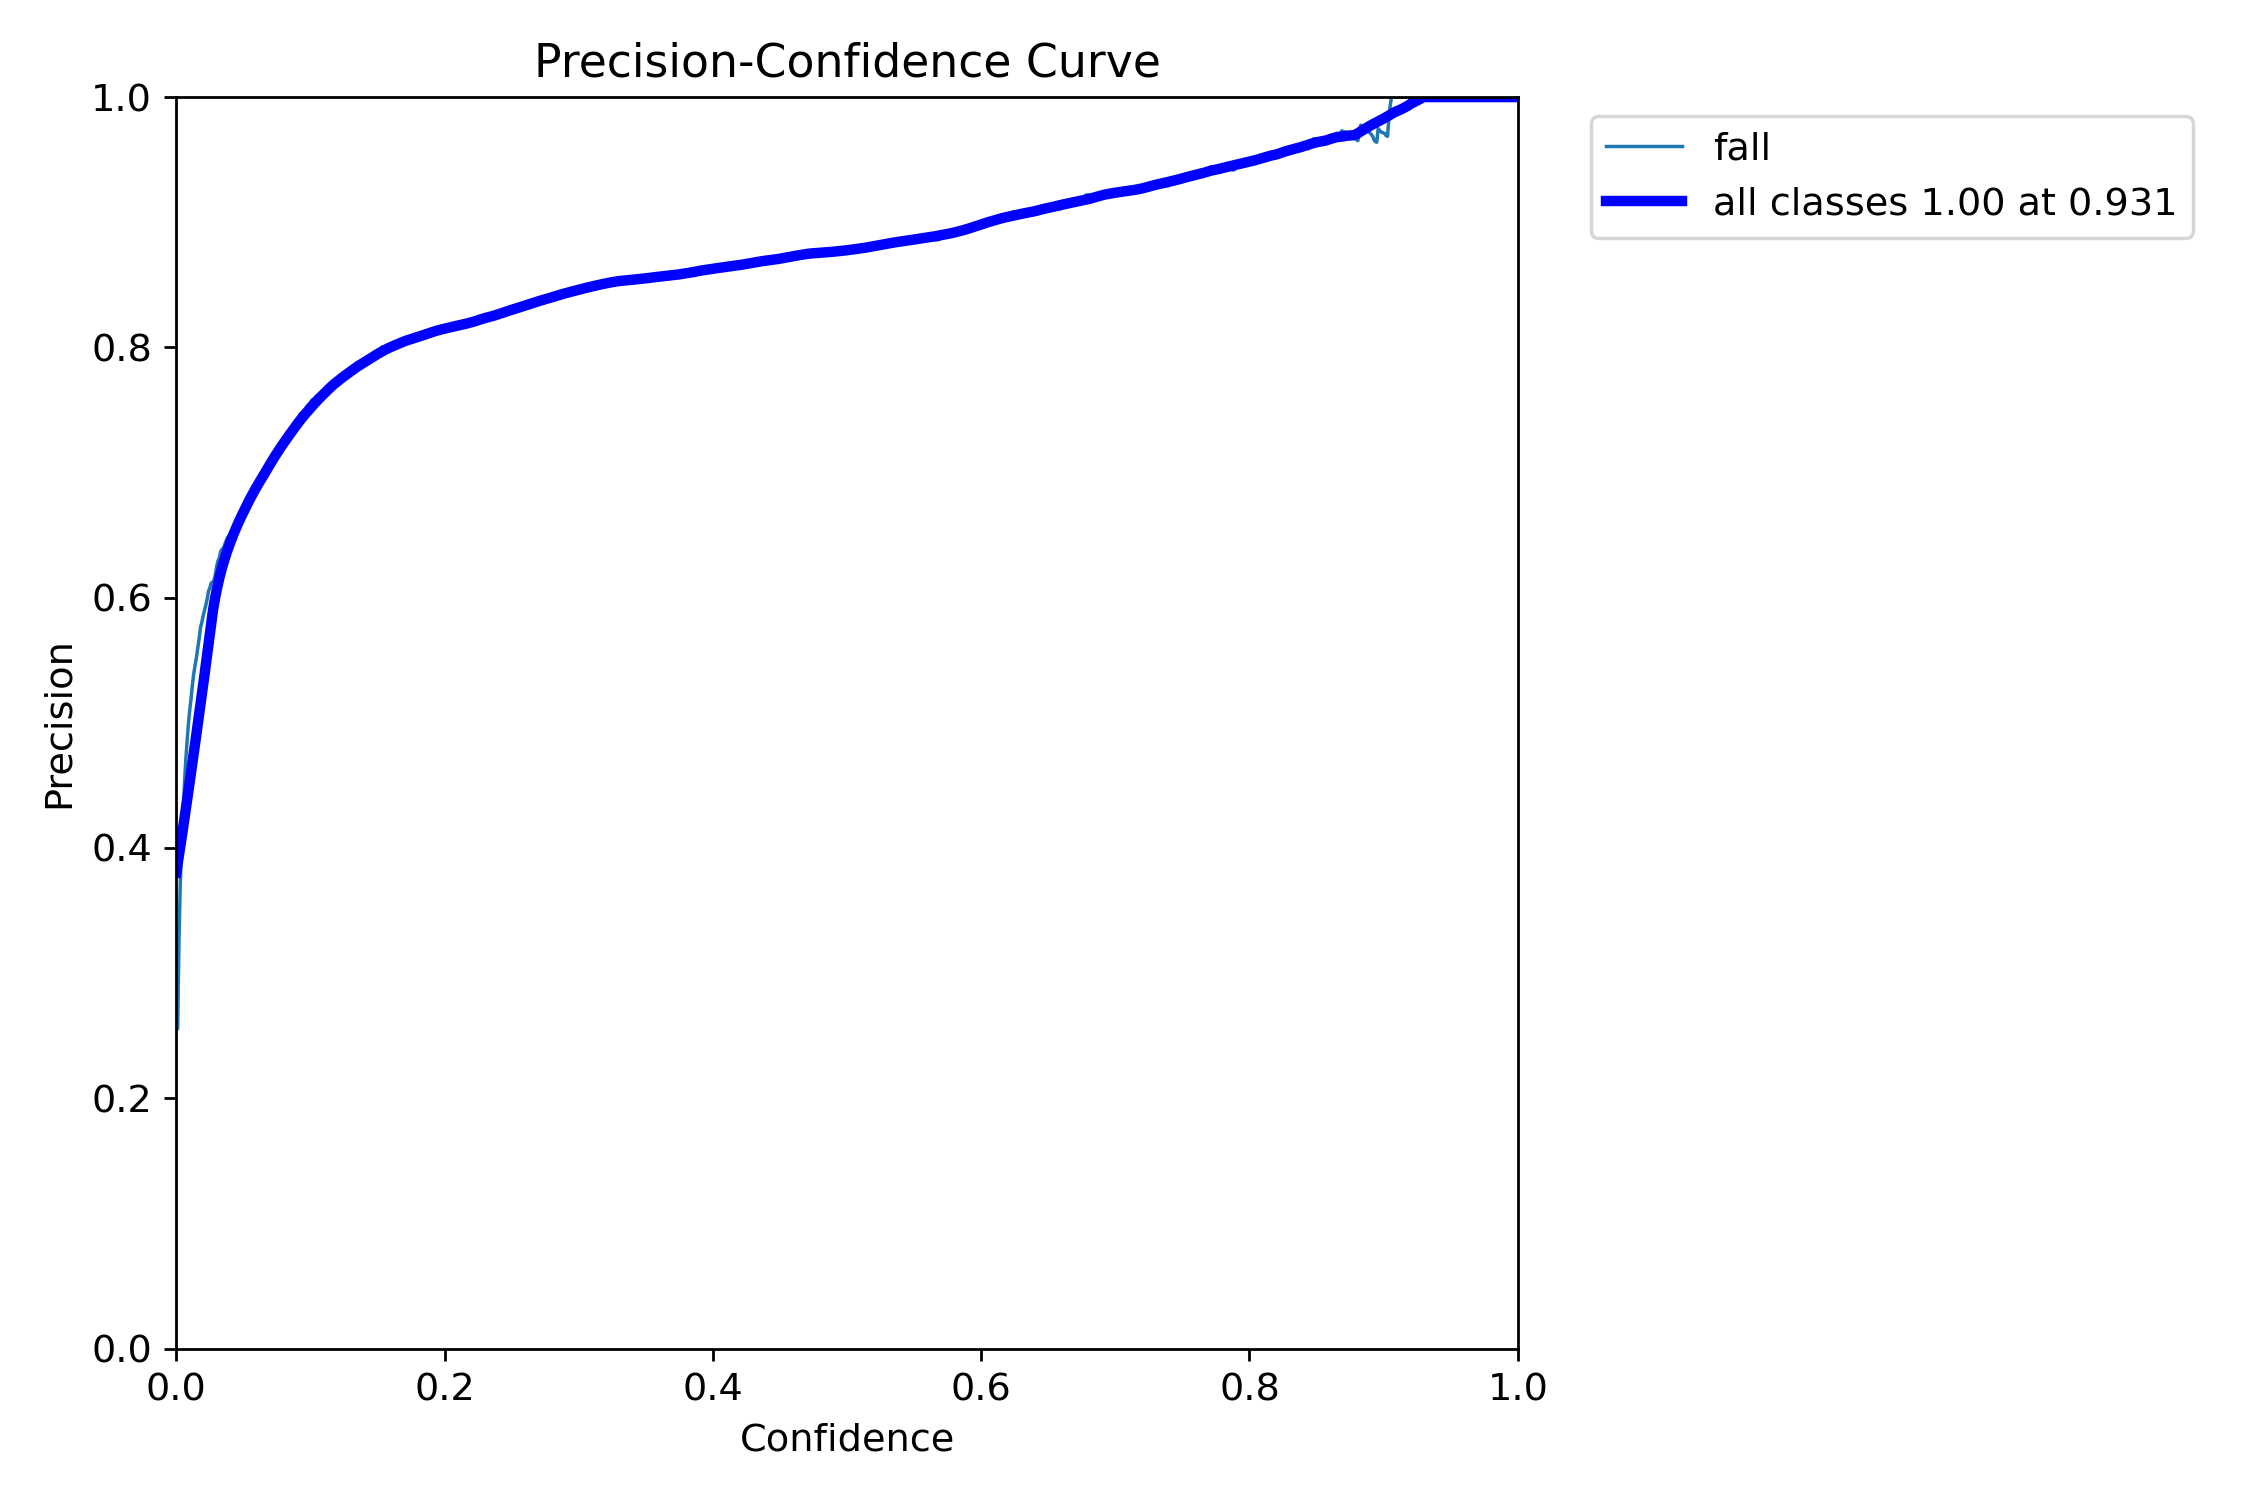 Precision-Confidence Curve
1.0
0.8
0.6
0.4
0.2
0.0
Precision
0.0 0.2 0.4 0.6 0.8 1.0
Confidence
fall
all classes 1.00 at 0.931